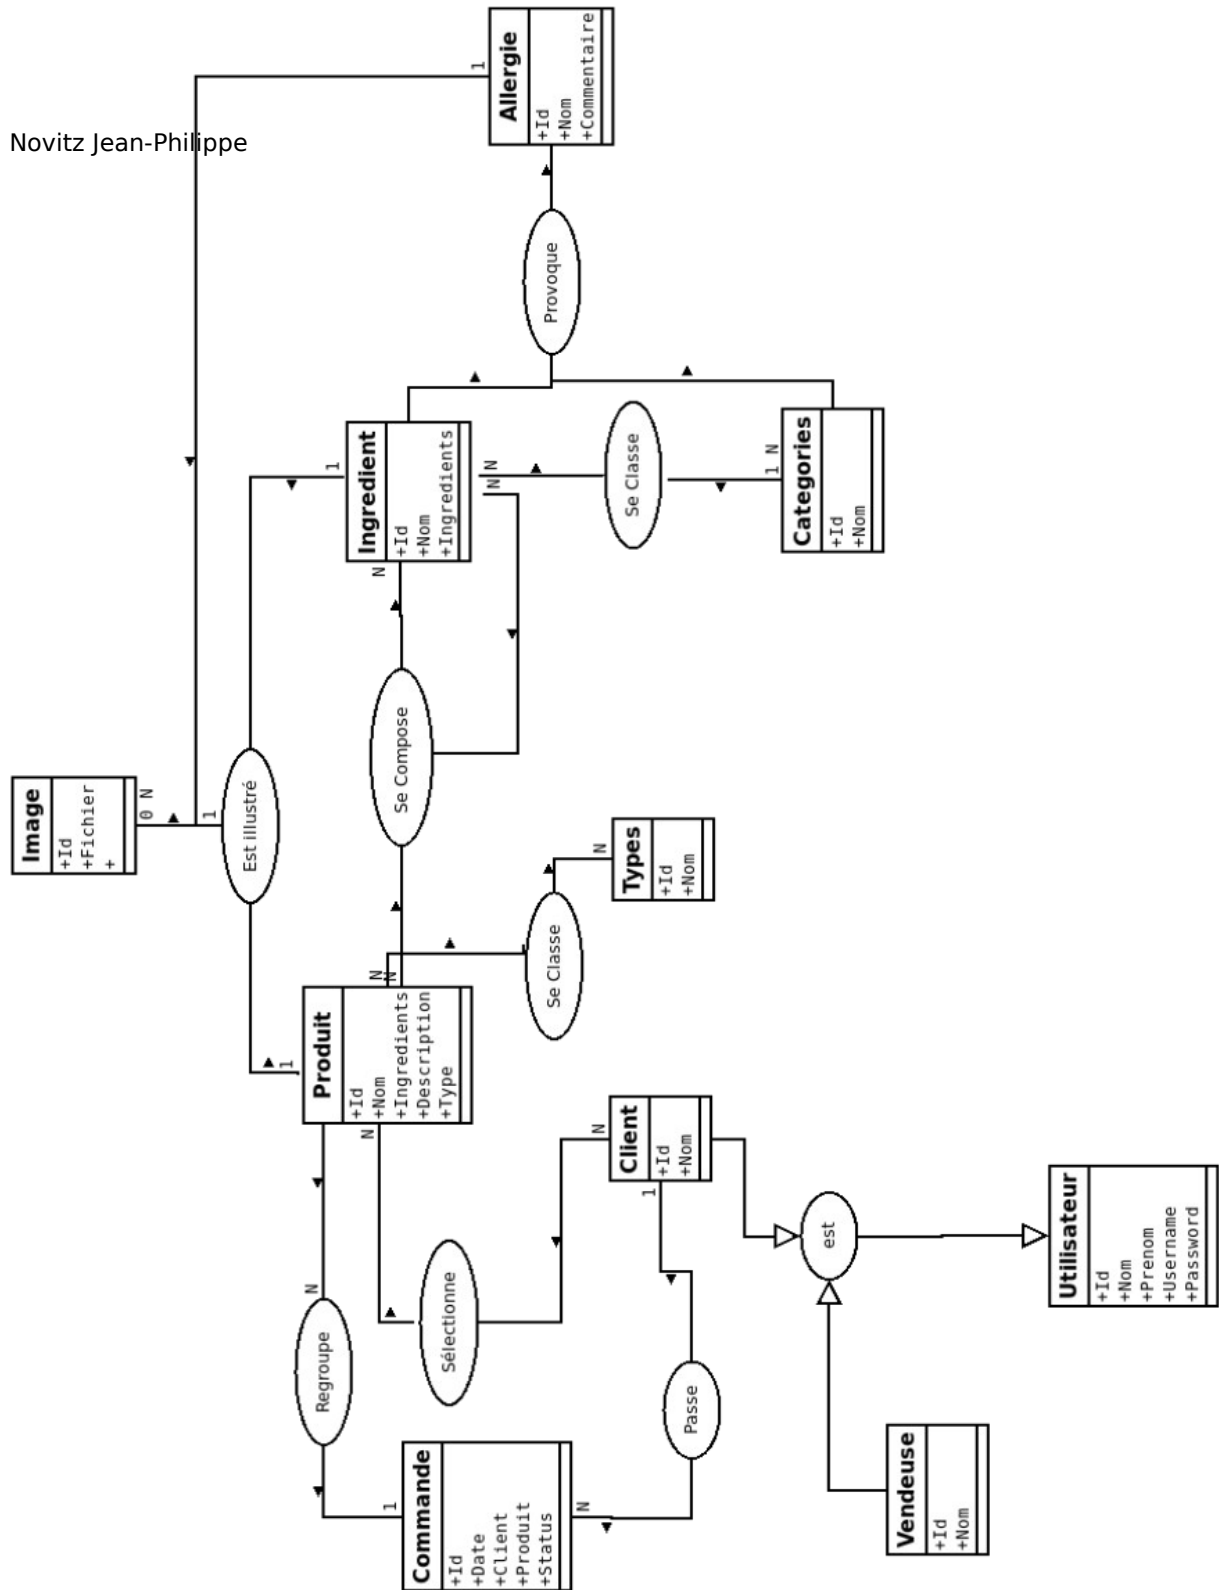 Novitz Jean-Philippe
Image
+Id
+Fichier
+
0 N
1
Est illustré
1
1
1
Allergie
+Id
+Nom
+Commentaire
Provoque
Ingredient
+Id
+Nom
+Ingredients
N
N
N
Se Classe
1 N
Categories
+Id
+Nom
Se Compose
Types
+Id
+Nom
N
Se Classe
N
N
Produit
+Id
+Nom
+Ingredients
+Description
+Type
N
N
Regroupe
Sélectionne
N
Client
+Id
+Nom
1
Passe
1
N
Commande
+Id
+Date
+Client
+Produit
+Status
est
Utilisateur
+Id
+Nom
+Prenom
+Username
+Password
Vendeuse
+Id
+Nom